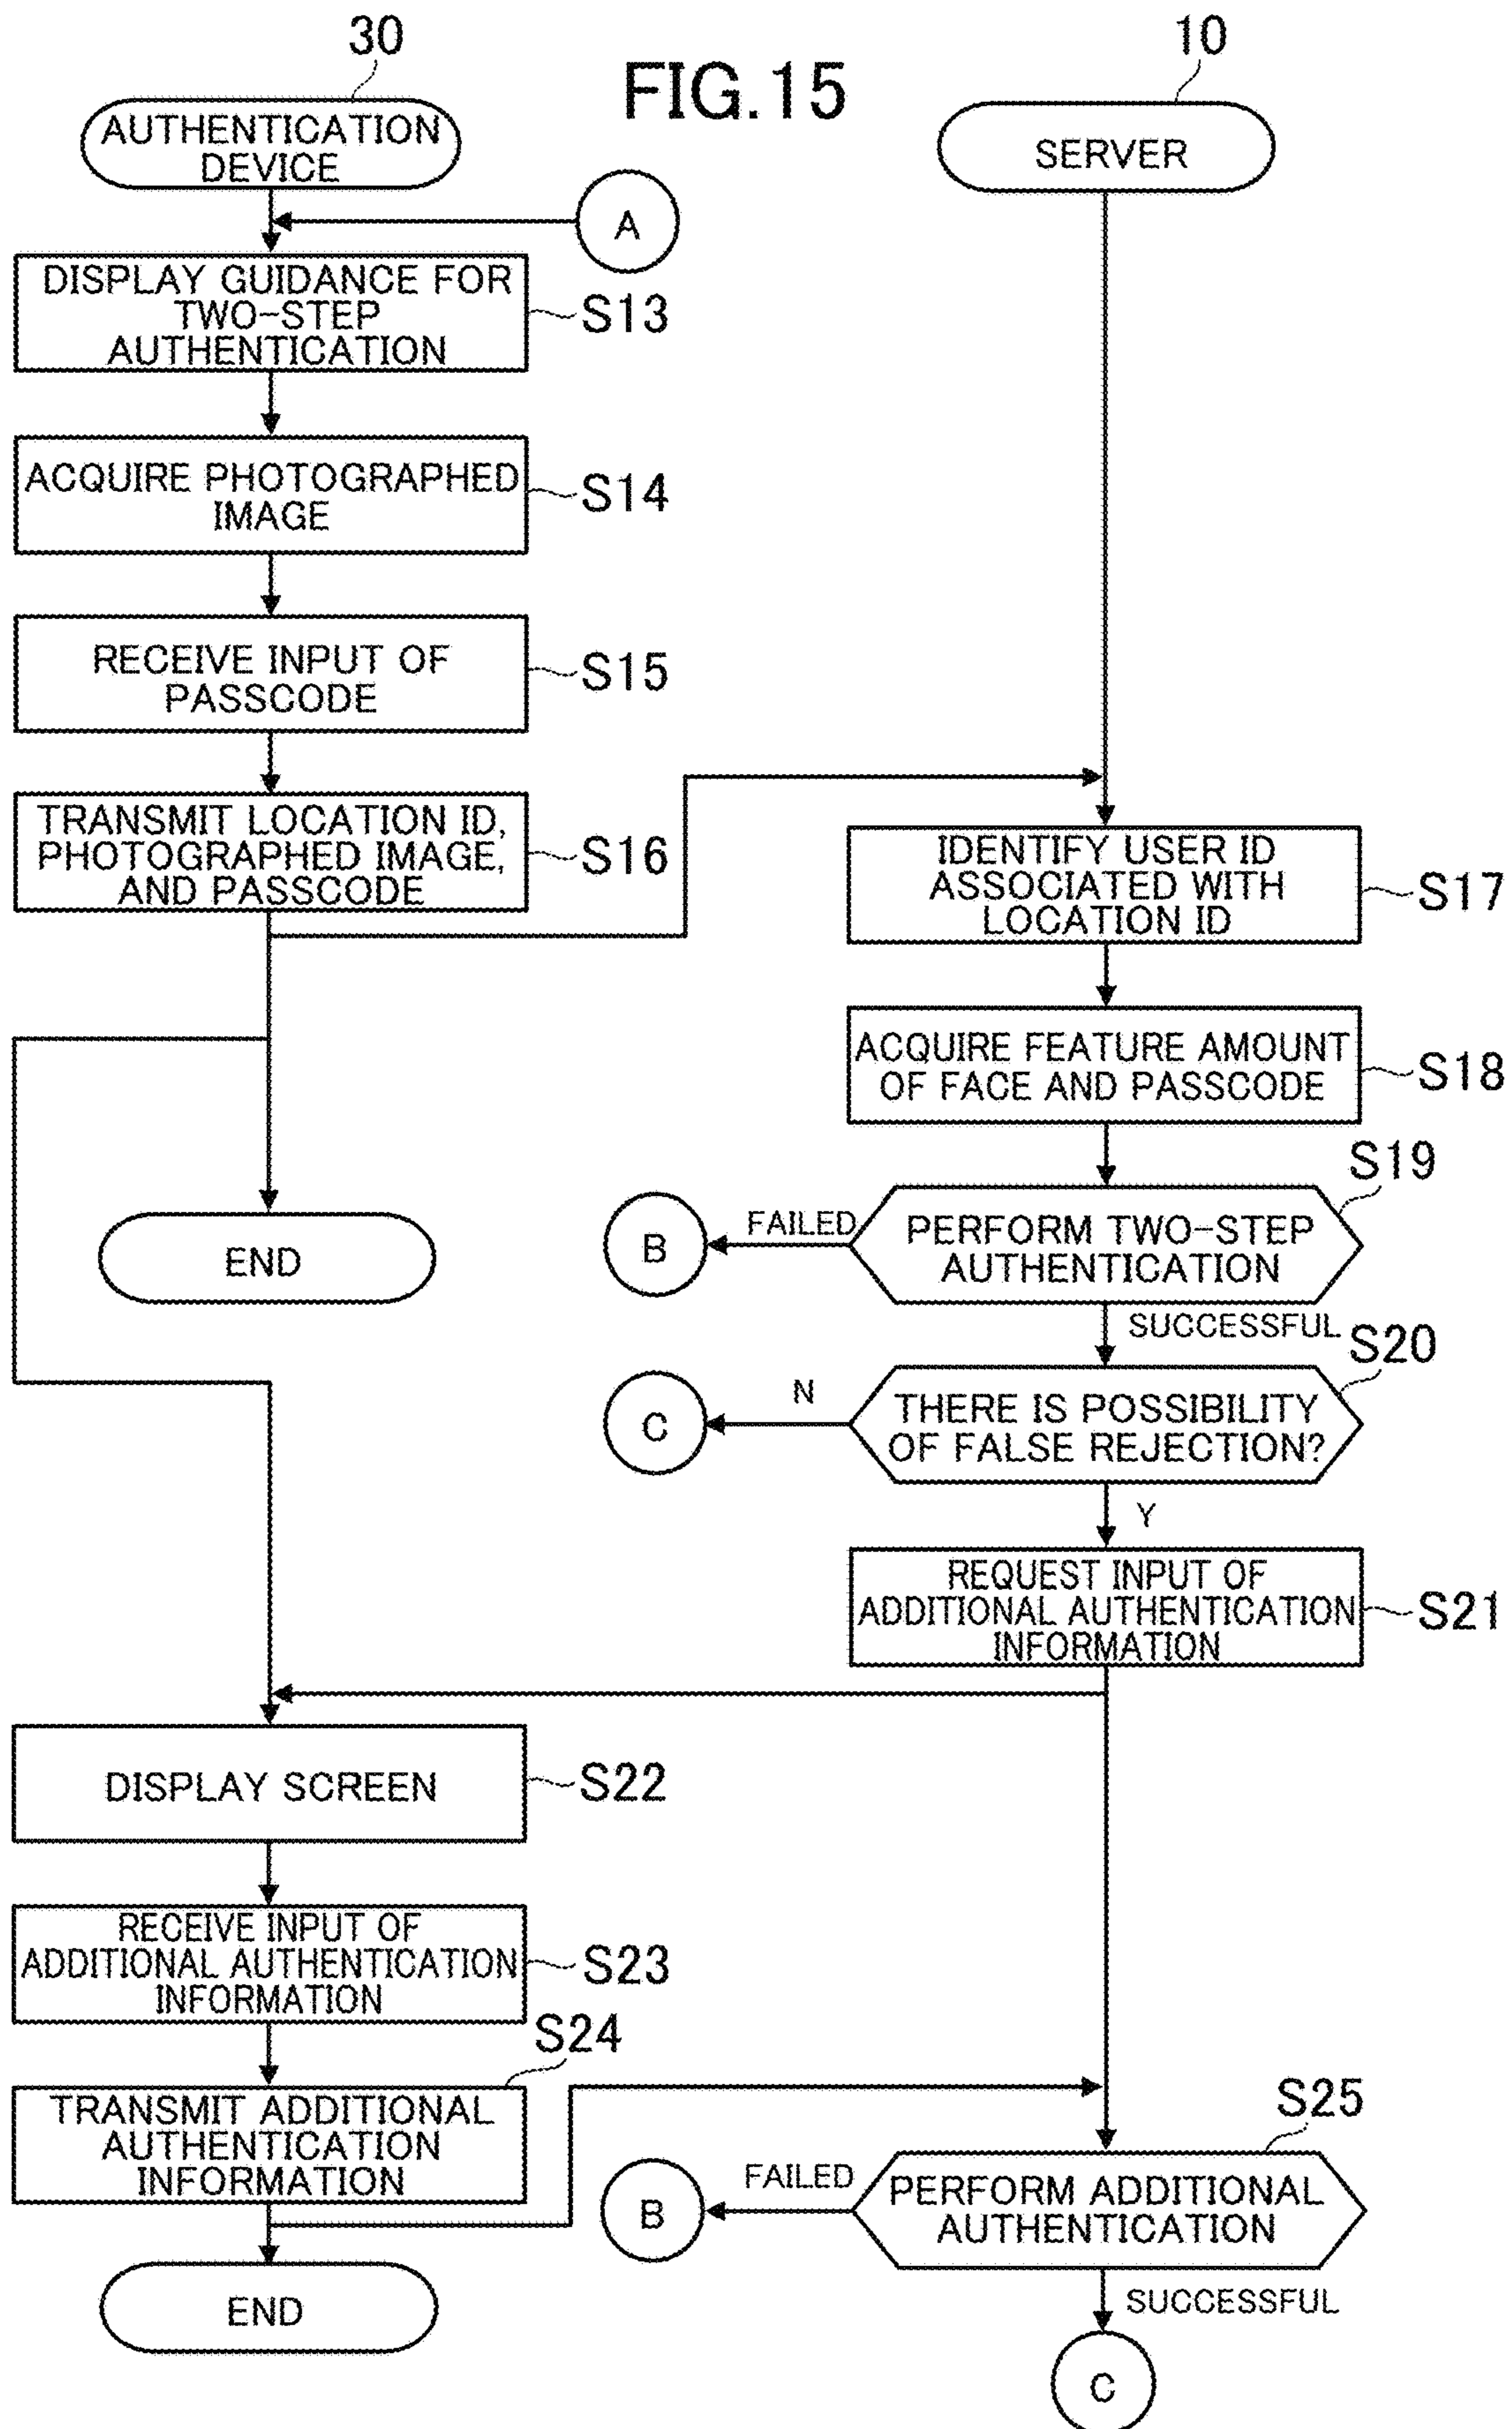 FIG.15
30
AUTHENTICATION
DEVICE
A
DISPLAY GUIDANCE FOR
TWO-STEP
AUTHENTICATION
S13
ACQUIRE PHOTOGRAPHED
IMAGE
S14
RECEIVE INPUT OF
PASSCODE
S15
TRANSMIT LOCATION ID,
PHOTOGRAPHED IMAGE,
AND PASSCODE
S16
END
10
SERVER
IDENTIFY USER ID
ASSOCIATED WITH
LOCATION ID
S17
ACQUIRE FEATURE AMOUNT
OF FACE AND PASSCODE
S18
S19
PERFORM TWO-STEP
AUTHENTICATION
FAILED
B
SUCCESSFUL
S20
THERE IS POSSIBILITY
OF FALSE REJECTION?
N
C
Y
REQUEST INPUT OF
ADDITIONAL AUTHENTICATION
INFORMATION
S21
DISPLAY SCREEN
S22
RECEIVE INPUT OF
ADDITIONAL AUTHENTICATION
INFORMATION
S23
S24
TRANSMIT ADDITIONAL
AUTHENTICATION
INFORMATION
END
S25
PERFORM ADDITIONAL
AUTHENTICATION
FAILED
B
SUCCESSFUL
C